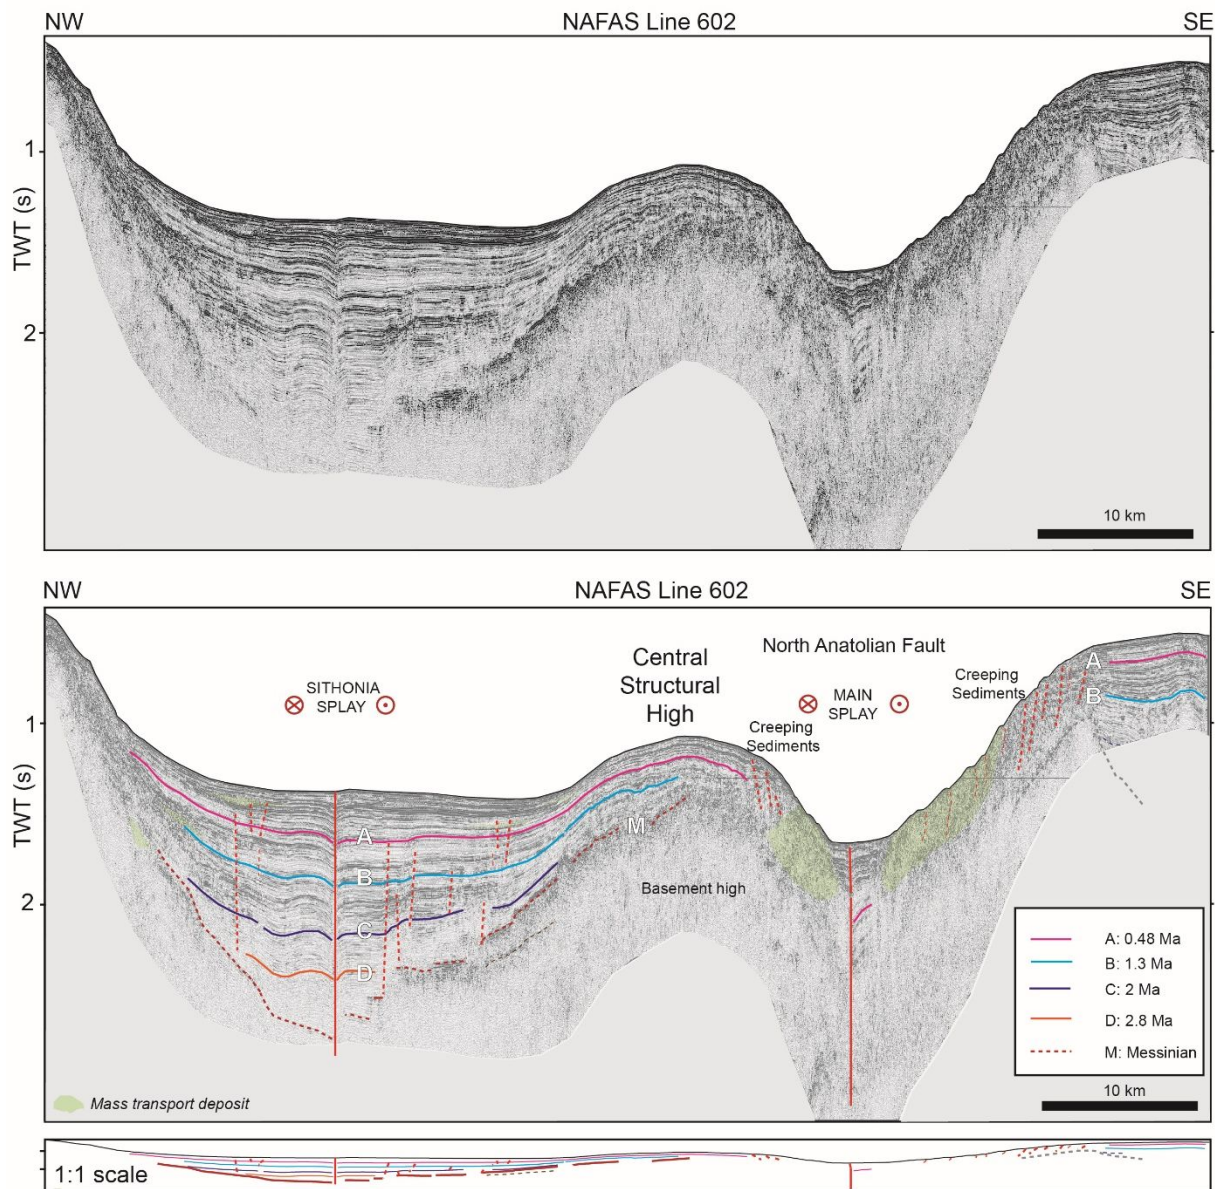 NW NAFAS Line 602 SE
1
TWT (s)
2
10 km
NW NAFAS Line 602 SE
Central
Structural
High
North Anatolian Fault
SITHONIA
SPLAY
MAIN
SPLAY
Creeping
Sediments
Creeping
Sediments
A
B
1
TWT (s)
2
A
B
C
D
M
Basement high
A: 0.48 Ma
B: 1.3 Ma
C: 2 Ma
D: 2.8 Ma
M: Messinian
10 km
Mass transport deposit
1:1 scale